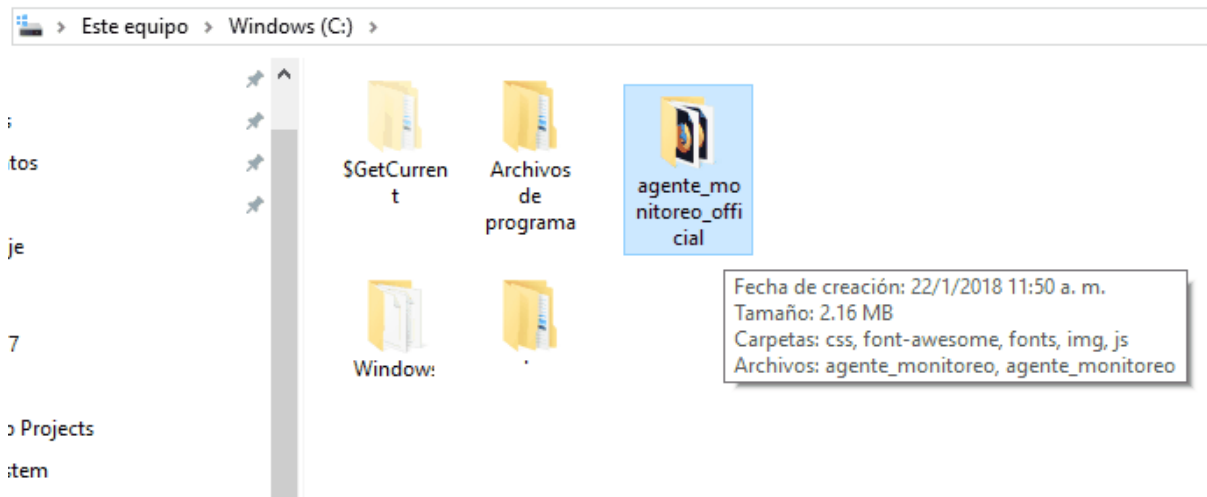 Este equipo > Windows (C:) >
$GetCurren
t
Archivos
de
programa
agente_mo
nitoreo_offi
cial
Fecha de creación: 22/1/2018 11:50 a. m.
Tamaño: 2.16 MB
Carpetas: css, font-awesome, fonts, img, js
Archivos: agente_monitoreo, agente_monitoreo
tos
je
7
Windows
Projects
stem